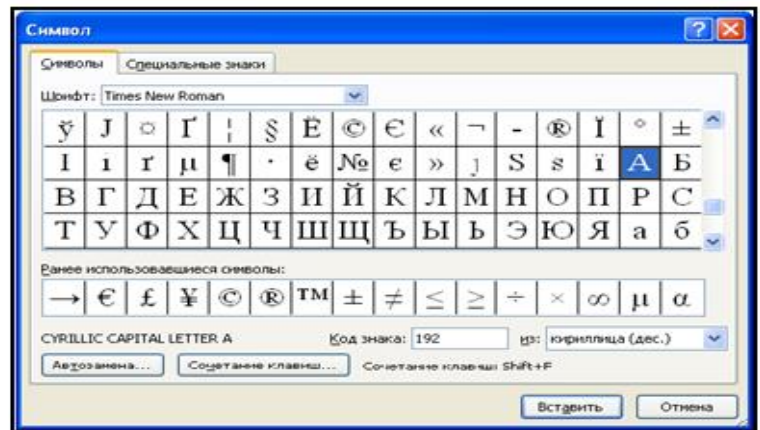 Символ
Символы Специальные знаки
Шрифт: Times New Roman
ў Ј ¤ Ґ ¦ § Ё © Є « ¬ - ® Ї ° ±
І і ґ µ ¶ · ё № є » ј Ѕ ѕ ї А Б
В Г Д Е Ж З И Й К Л М Н О П Р С
Т У Ф Х Ц Ч Ш Щ Ъ Ы Ь Э Ю Я а б
Ранее использовавшиеся символы:
→ € £ ¥ © ® ™ ± ≠ ≤ ≥ ÷ × ∞ µ α
CYRILLIC CAPITAL LETTER A Код знака: 192 из: кириллица (дес.)
Автозамена... Сочетание клавиш... Сочетание клавиш: Shift+F
Вставить Отмена